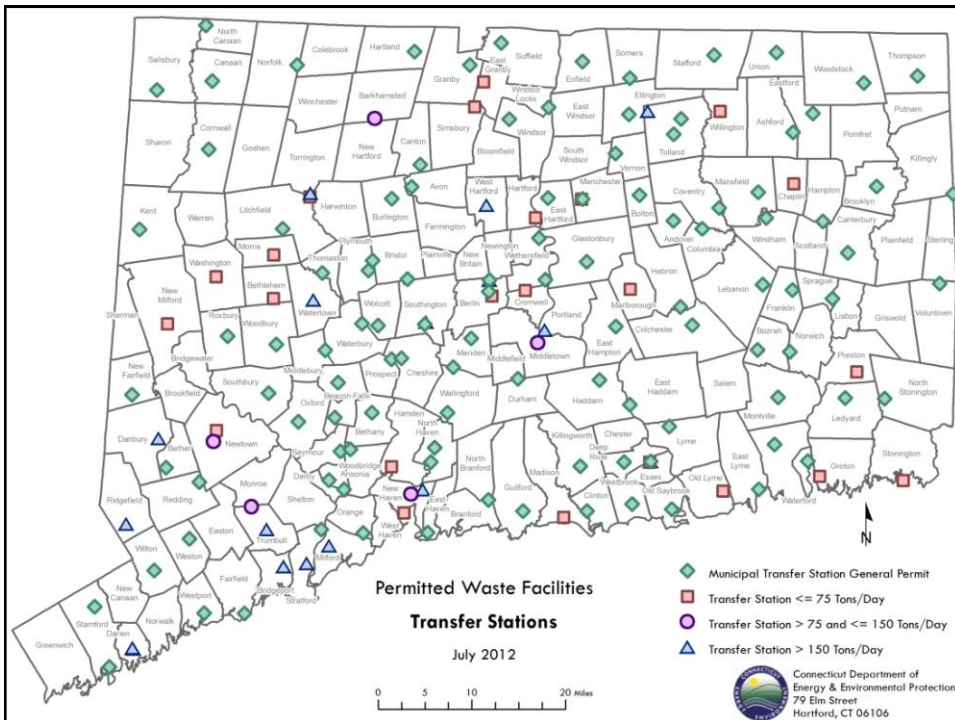 North
Canaan
Colebrook
Hartland
Suffield
Salisbury
Canaan
Norfolk
Granby
East
Granby
Enfield
Somers
Stafford
Union
Woodstock
Thompson
Winchester
Barkhamsted
Windsor
Locks
East
Windsor
Ellington
Eastford
Putnam
Sharon
Cornwall
Goshen
Torrington
New
Hartford
Canton
Simsbury
Bloomfield
Windsor
South
Windsor
Vernon
Tolland
Willington
Ashford
Pomfret
Killingly
Kent
Warren
Litchfield
Harwinton
Burlington
Avon
West
Hartford
Hartford
East
Hartford
Manchester
Bolton
Coventry
Mansfield
Chaplin
Hampton
Brooklyn
Farmington
Andover
Columbia
Windham
Scotland
Canterbury
Plainfield
Sterling
Washington
Morris
Bethlehem
Thomaston
Plymouth
Bristol
Plainville
New
Britain
Newington
Wethersfield
Glastonbury
Hebron
Lebanon
Franklin
Sprague
Lisbon
Griswold
Voluntown
Sherman
New
Milford
Roxbury
Woodbury
Watertown
Wolcott
Southington
Berlin
Cromwell
Portland
Marlborough
Colchester
Bozrah
Norwich
Preston
Waterbury
Bridgewater
Middlebury
Meriden
Middlefield
Middletown
East
Hampton
New
Fairfield
Brookfield
Southbury
Oxford
Beacon Falls
Prospect
Cheshire
Wallingford
Durham
Haddam
East
Haddam
Salem
Montville
Ledyard
North
Stonington
Danbury
Bethel
Newtown
Seymour
Bethany
Hamden
North
Haven
North
Branford
Killingworth
Chester
Deep
River
Lyme
East
Lyme
Waterford
Groton
Stonington
Ridgefield
Redding
Monroe
Shelton
Derby
Ansonia
Woodbridge
New
Haven
East
Haven
Guilford
Madison
Clinton
Westbrook
Essex
Old Saybrook
Old Lyme
Easton
Trumbull
Orange
West
Haven
Branford
Milford
Wilton
Weston
Fairfield
Bridgeport
Stratford
New
Canaan
Westport
Norwalk
Stamford
Darien
Greenwich
N
Permitted Waste Facilities
Transfer Stations
July 2012
Municipal Transfer Station General Permit
Transfer Station <= 75 Tons/Day
Transfer Station > 75 and <= 150 Tons/Day
Transfer Station > 150 Tons/Day
0 5 10 20 Miles
Connecticut Department of
Energy & Environmental Protection
79 Elm Street
Hartford, CT 06106